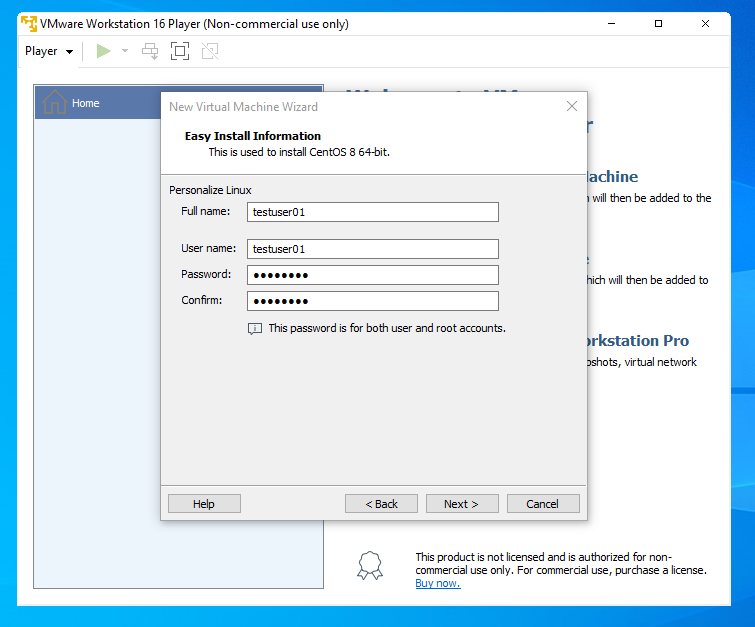 VMware Workstation 16 Player (Non-commercial use only)
Player
Home
New Virtual Machine Wizard
Easy Install Information
This is used to install CentOS 8 64-bit.
Personalize Linux
Full name: testuser01
User name: testuser01
Password: ●●●●●●●●
Confirm: ●●●●●●●●
This password is for both user and root accounts.
Help
< Back
Next >
Cancel
will then be added to the
which will then be added to
Workstation Pro
virtual network
This product is not licensed and is authorized for non-
commercial use only. For commercial use, purchase a license.
Buy now.